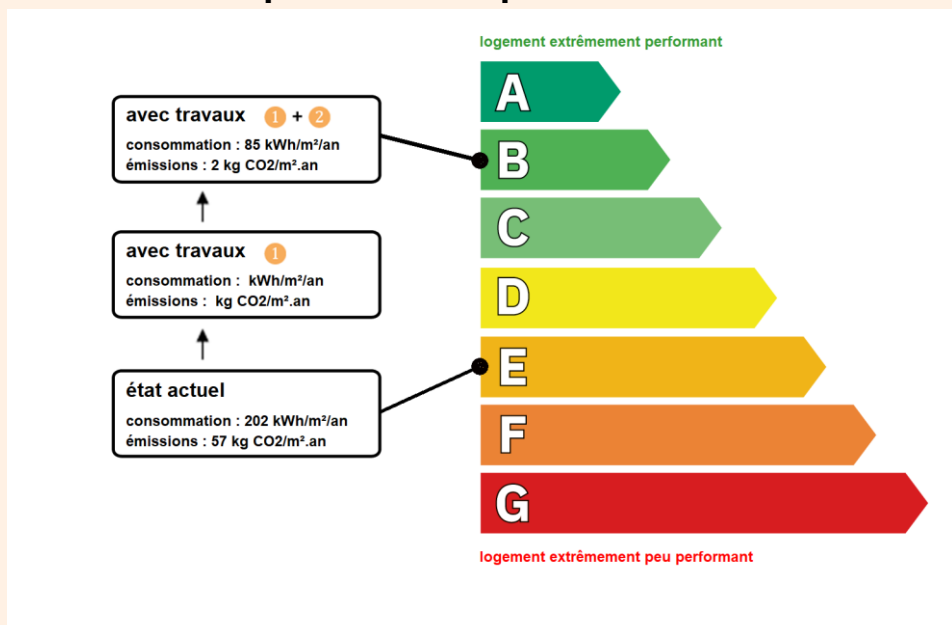 logement extrêmement performant
avec travaux 1 + 2
consommation : 85 kWh/m²/an
émissions : 2 kg CO2/m².an
avec travaux 1
consommation : kWh/m²/an
émissions : kg CO2/m².an
état actuel
consommation : 202 kWh/m²/an
émissions : 57 kg CO2/m².an
A
B
C
D
E
F
G
logement extrêmement peu performant